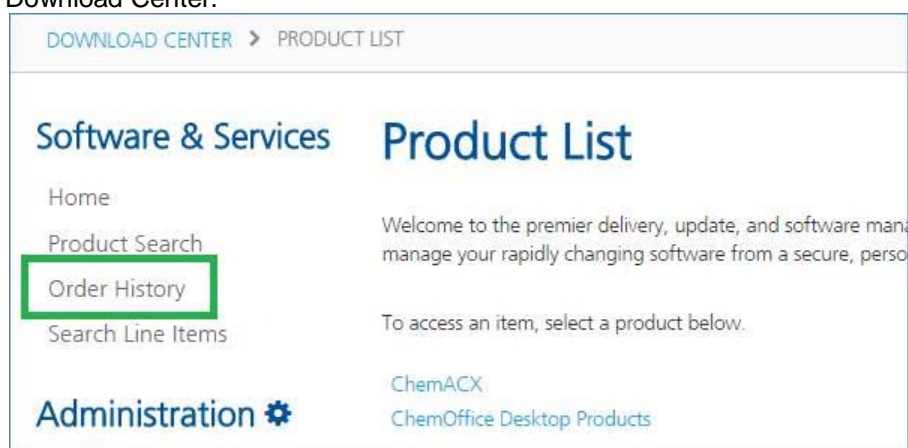 Download Center.
DOWNLOAD CENTER > PRODUCT LIST
Software & Services
Home
Product Search
Order History
Search Line Items
Administration
Product List
Welcome to the premier delivery, update, and software mana
manage your rapidly changing software from a secure, perso
To access an item, select a product below.
ChemACX
ChemOffice Desktop Products